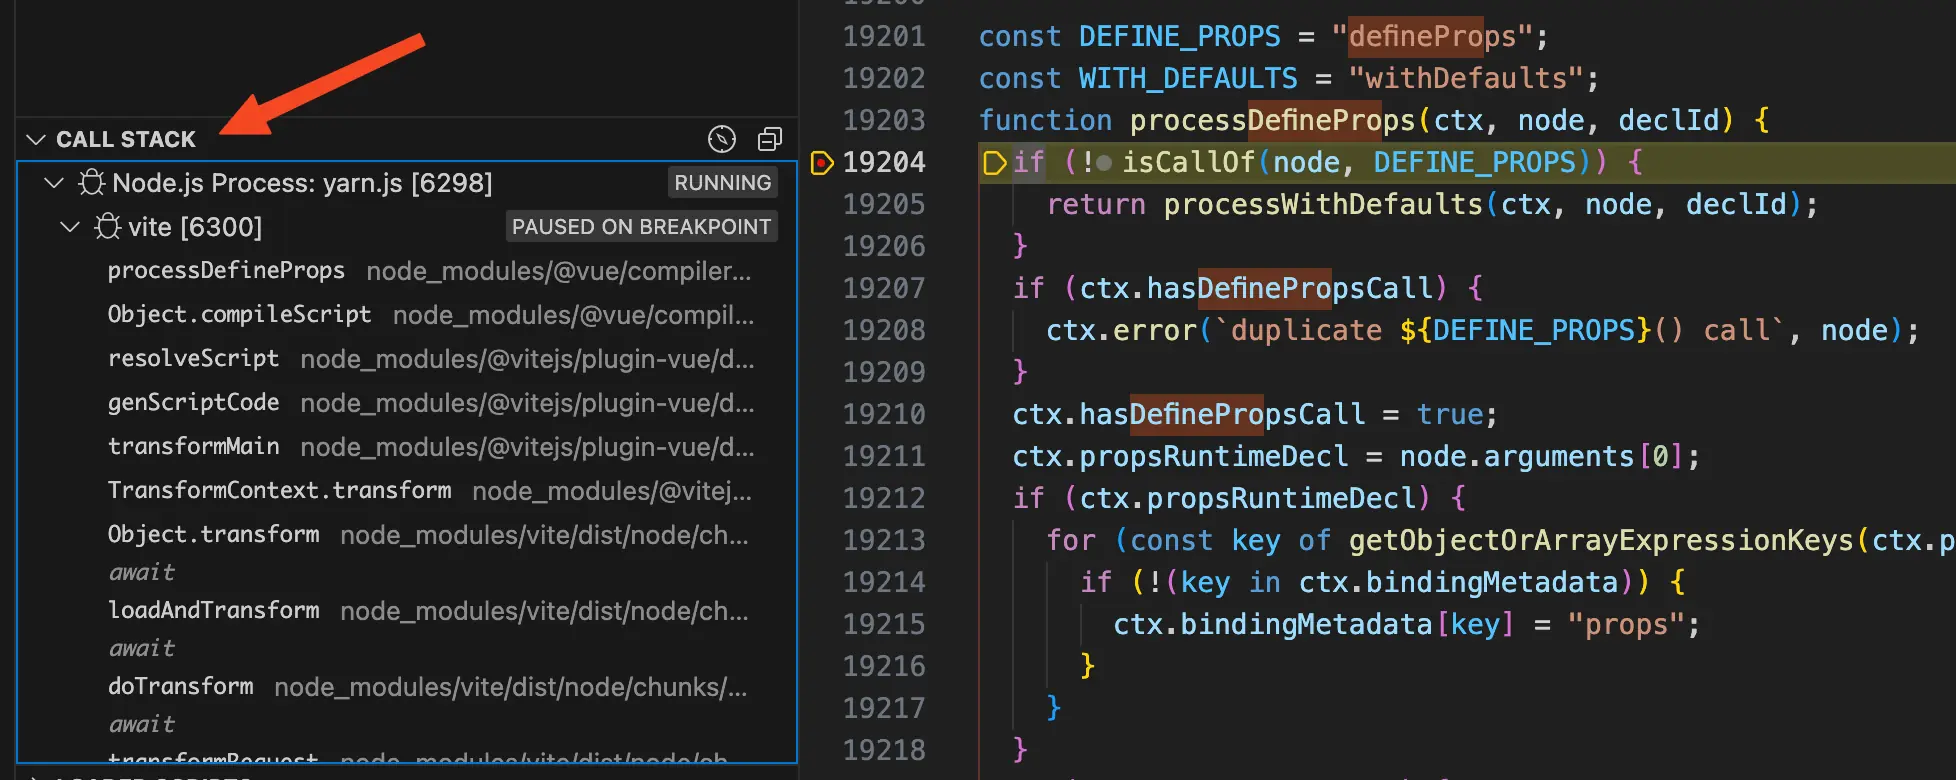 CALL STACK
Node.js Process: yarn.js [6298] RUNNING
vite [6300] PAUSED ON BREAKPOINT
processDefineProps node_modules/@vue/compiler...
Object.compileScript node_modules/@vue/compil...
resolveScript node_modules/@vitejs/plugin-vue/d...
genScriptCode node_modules/@vitejs/plugin-vue/d...
transformMain node_modules/@vitejs/plugin-vue/d...
TransformContext.transform node_modules/@vitej...
Object.transform node_modules/vite/dist/node/ch...
await
loadAndTransform node_modules/vite/dist/node/ch...
await
doTransform node_modules/vite/dist/node/chunks/...
await
transformRequest node_modules/vite/dist/node/ch...
19201 const DEFINE_PROPS = "defineProps";
19202 const WITH_DEFAULTS = "withDefaults";
19203 function processDefineProps(ctx, node, declId) {
19204 if (!isCallOf(node, DEFINE_PROPS)) {
19205 return processWithDefaults(ctx, node, declId);
19206 }
19207 if (ctx.hasDefinePropsCall) {
19208 ctx.error(`duplicate ${DEFINE_PROPS}() call`, node);
19209 }
19210 ctx.hasDefinePropsCall = true;
19211 ctx.propsRuntimeDecl = node.arguments[0];
19212 if (ctx.propsRuntimeDecl) {
19213 for (const key of getObjectOrArrayExpressionKeys(ctx.p
19214 if (!(key in ctx.bindingMetadata)) {
19215 ctx.bindingMetadata[key] = "props";
19216 }
19217 }
19218 }